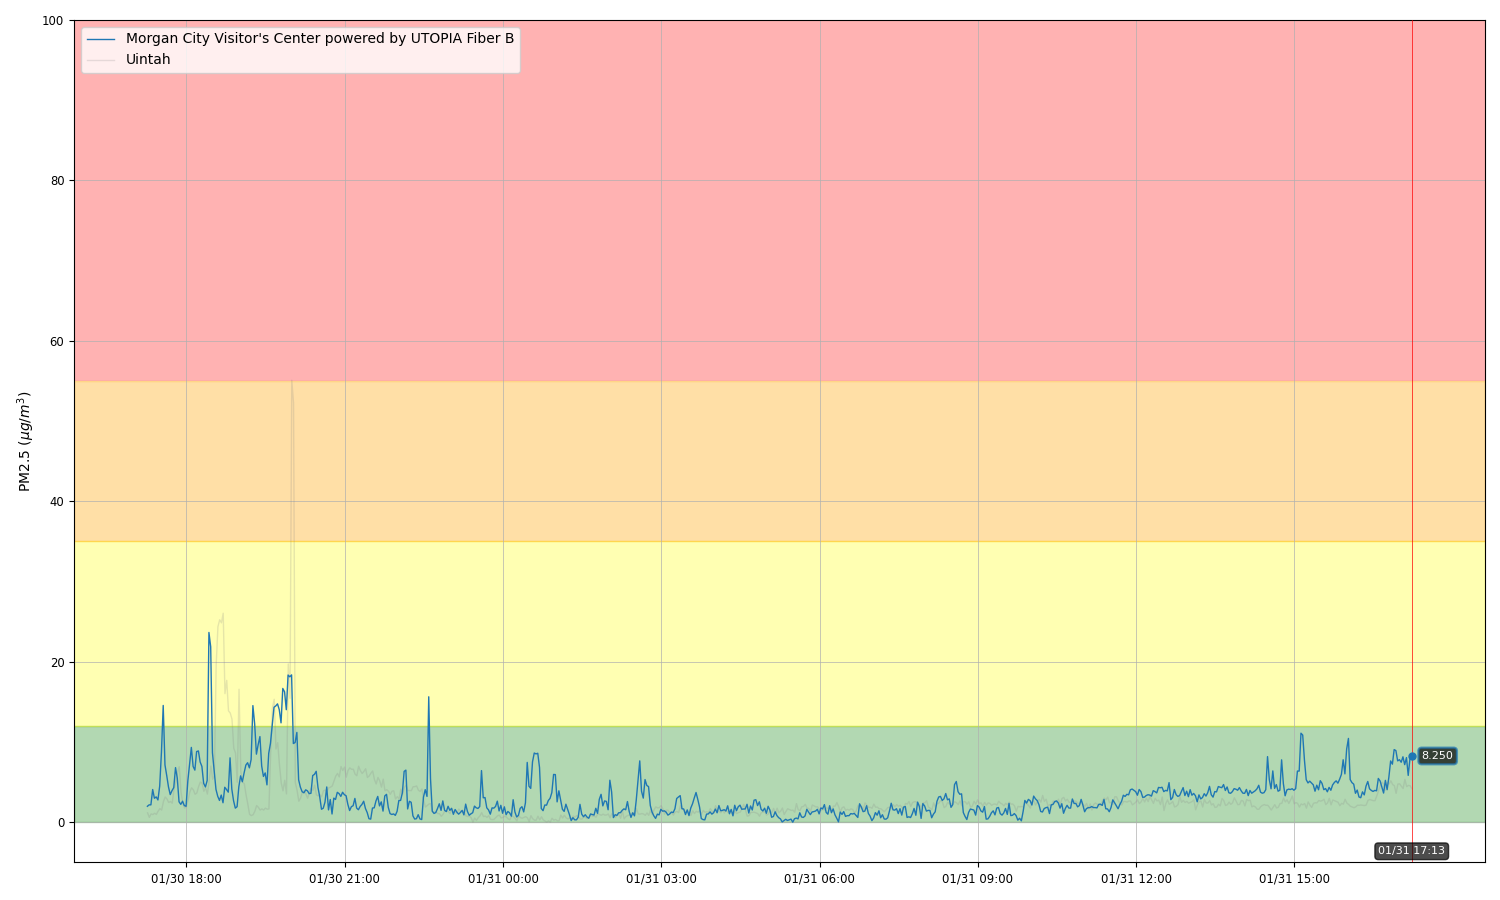 100
Morgan City Visitor's Center powered by UTOPIA Fiber B
Uintah
80
60
PM2.5 (μg/m³)
40
20
8.250
0
01/31 17:13
01/30 18:00 01/30 21:00 01/31 00:00 01/31 03:00 01/31 06:00 01/31 09:00 01/31 12:00 01/31 15:00